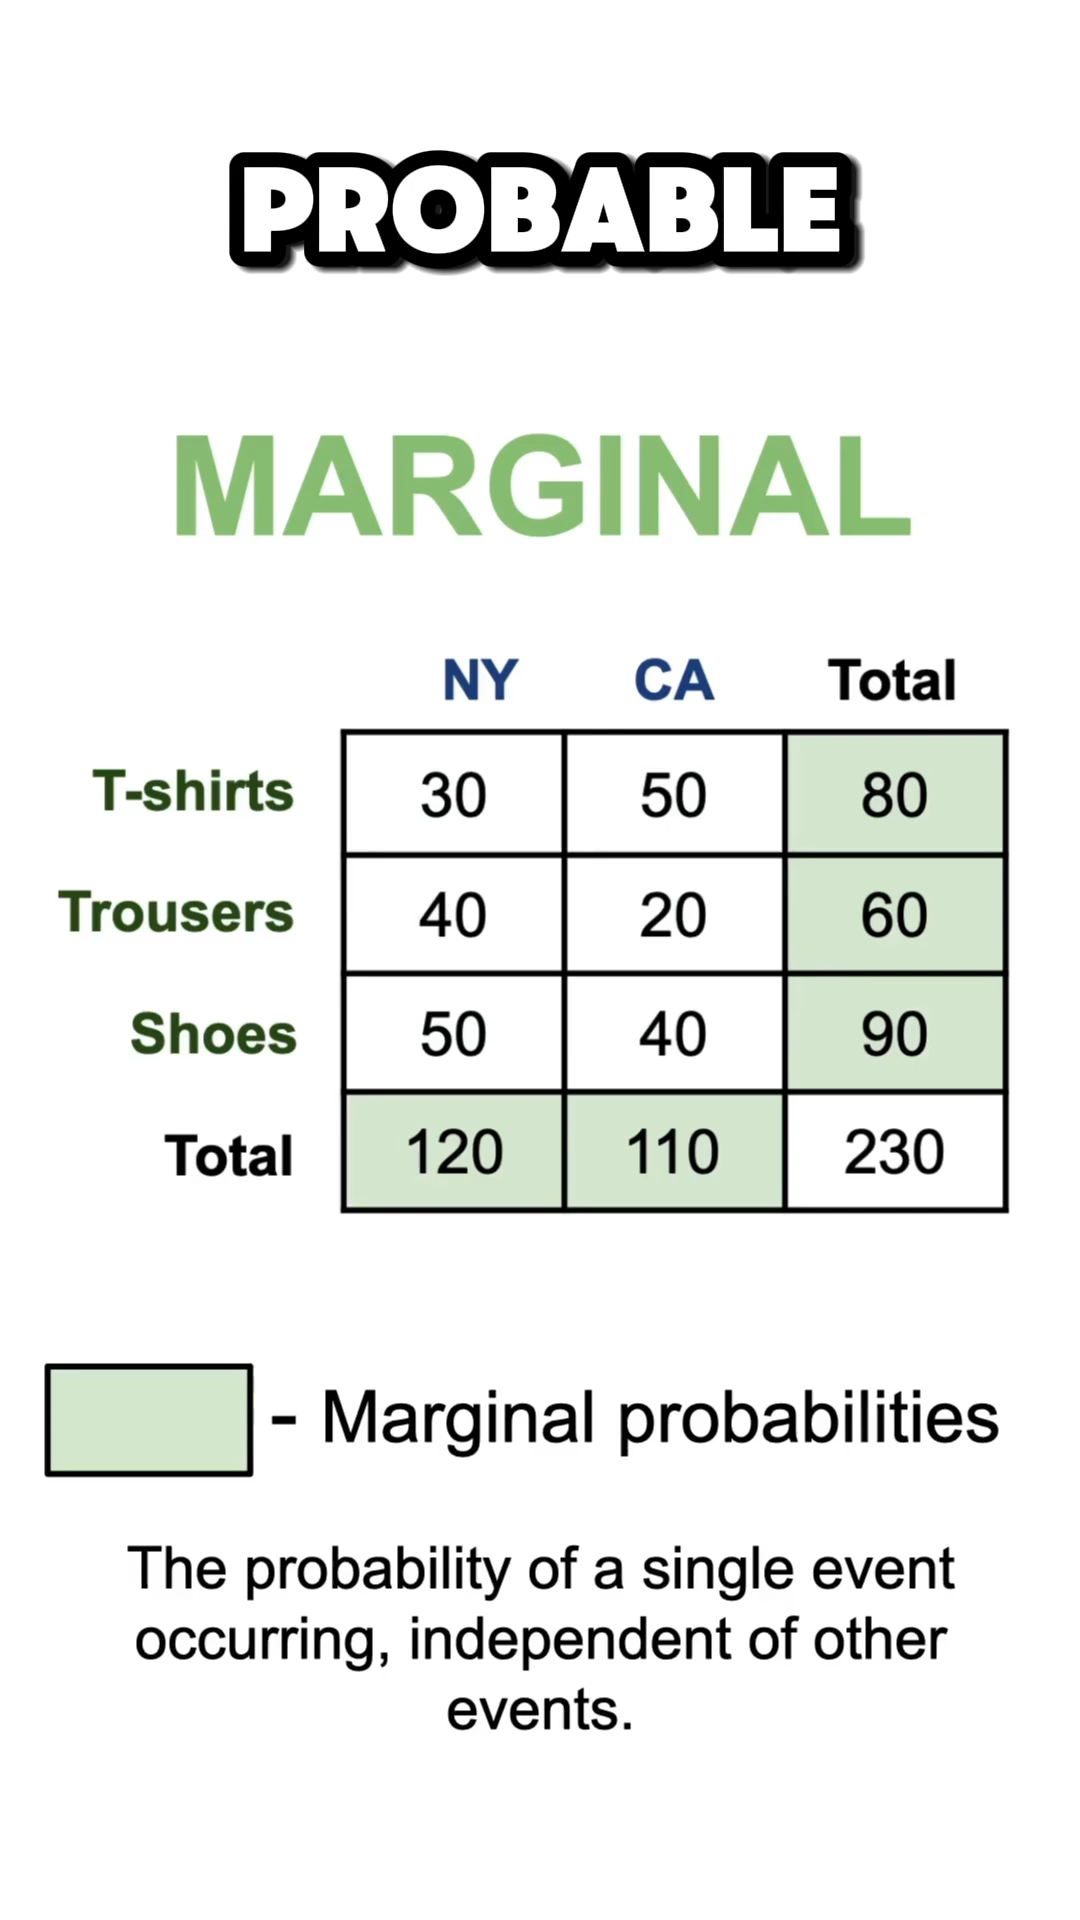 PROBABLE
MARGINAL
NY CA Total
T-shirts 30 50 80
Trousers 40 20 60
Shoes 50 40 90
Total 120 110 230
- Marginal probabilities
The probability of a single event
occurring, independent of other
events.